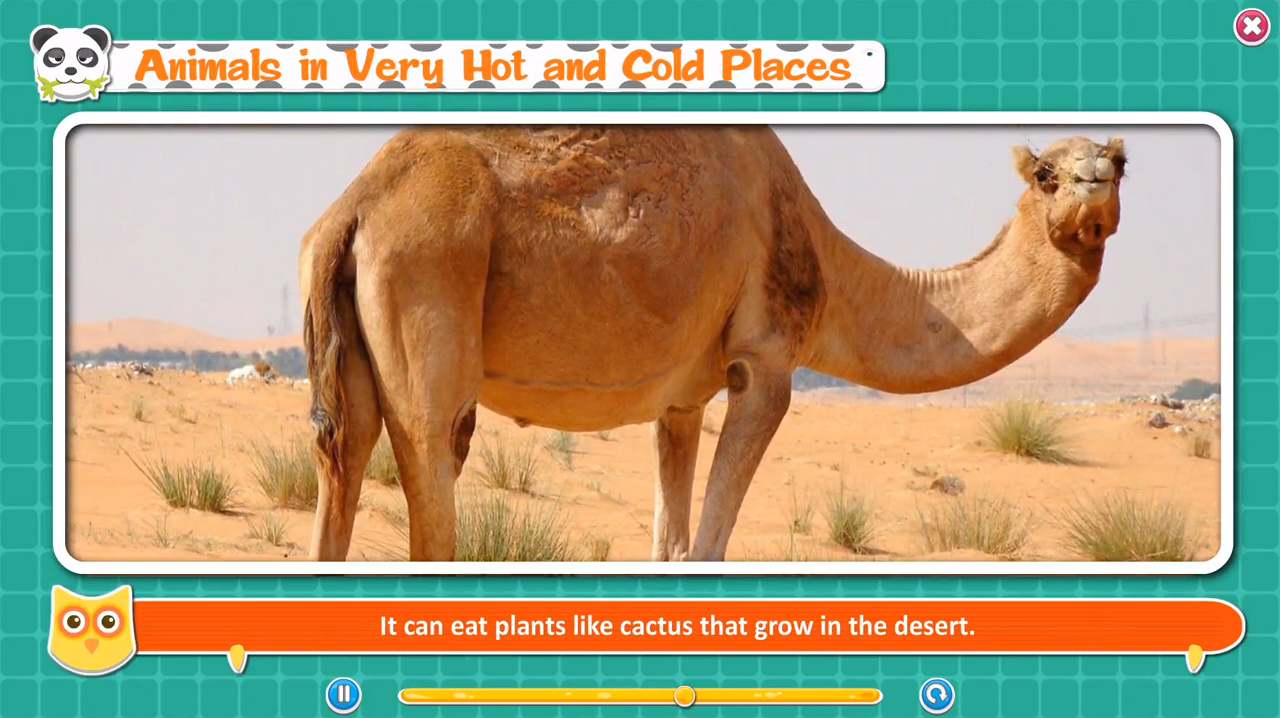 Animals in Very Hot and Cold Places
It can eat plants like cactus that grow in the desert.